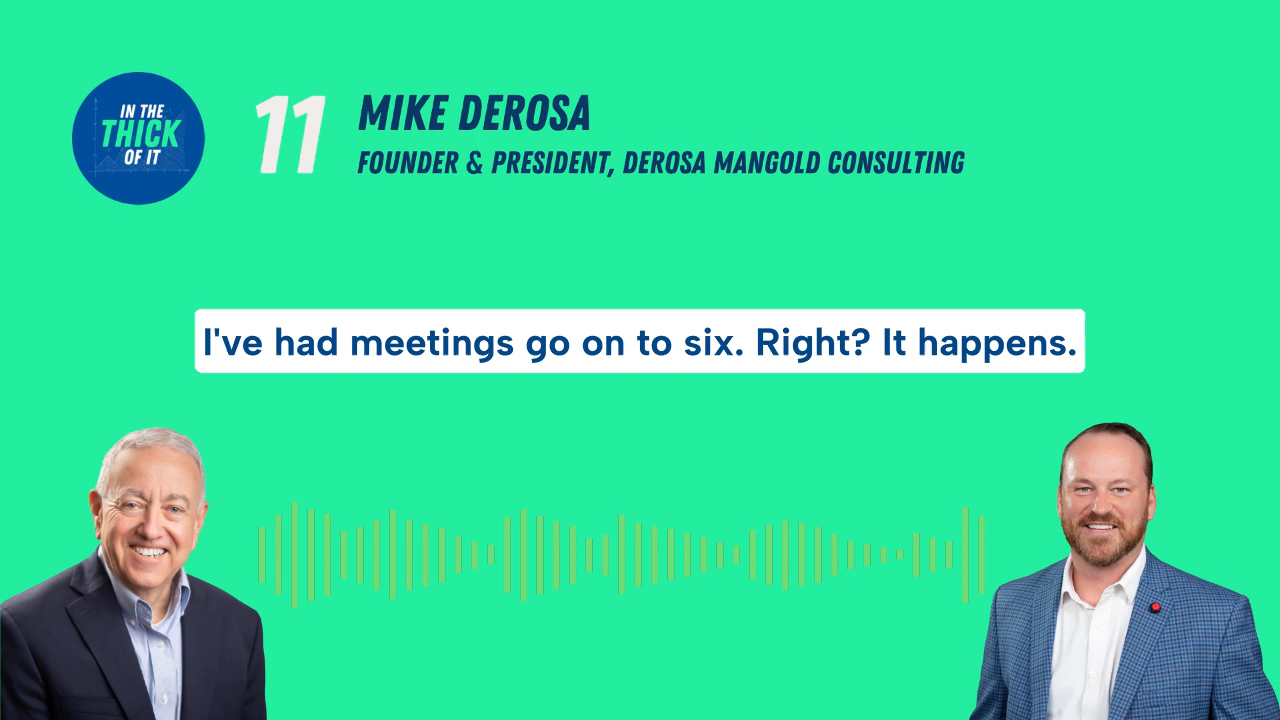 IN THE
THICK
OF IT
11
MIKE DEROSA
FOUNDER & PRESIDENT, DEROSA MANGOLD CONSULTING
I've had meetings go on to six. Right? It happens.